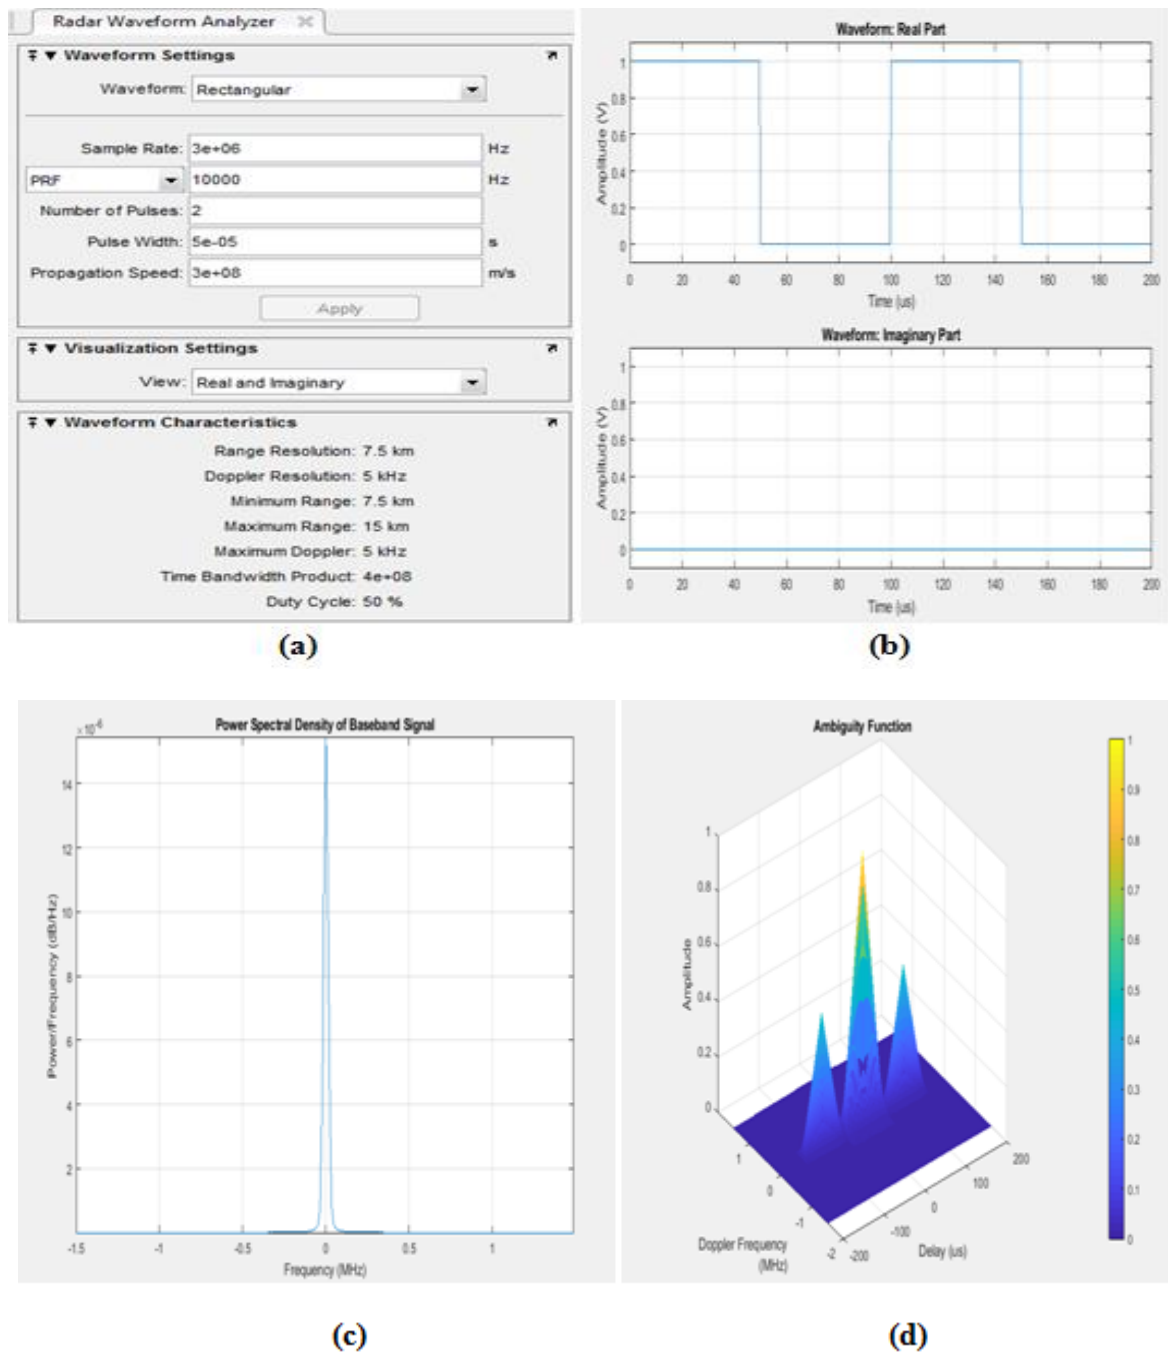 Radar Waveform Analyzer
Waveform Settings
Waveform: Rectangular
Sample Rate: 3e+06 Hz
PRF 10000 Hz
Number of Pulses: 2
Pulse Width: 5e-05 s
Propagation Speed: 3e+08 m/s
Apply
Visualization Settings
View: Real and Imaginary
Waveform Characteristics
Range Resolution: 7.5 km
Doppler Resolution: 5 kHz
Minimum Range: 7.5 km
Maximum Range: 15 km
Maximum Doppler: 5 kHz
Time Bandwidth Product: 4e+08
Duty Cycle: 50 %
(a)
Waveform: Real Part
Amplitude (V)
1
0.8
0.6
0.4
0.2
0
0 20 40 60 80 100 120 140 160 180 200
Time (us)
Waveform: Imaginary Part
Amplitude (V)
1
0.8
0.6
0.4
0.2
0
0 20 40 60 80 100 120 140 160 180 200
Time (us)
(b)
Power Spectral Density of Baseband Signal
×10⁻⁶
Power/Frequency (dB/Hz)
14
12
10
8
6
4
2
-1.5 -1 -0.5 0 0.5 1
Frequency (MHz)
(c)
Ambiguity Function
Amplitude
1
0.8
0.6
0.4
0.2
0
1
0
-1
-2
Doppler Frequency
(MHz)
-200 -100 0 100 200
Delay (us)
1
0.9
0.8
0.7
0.6
0.5
0.4
0.3
0.2
0.1
0
(d)